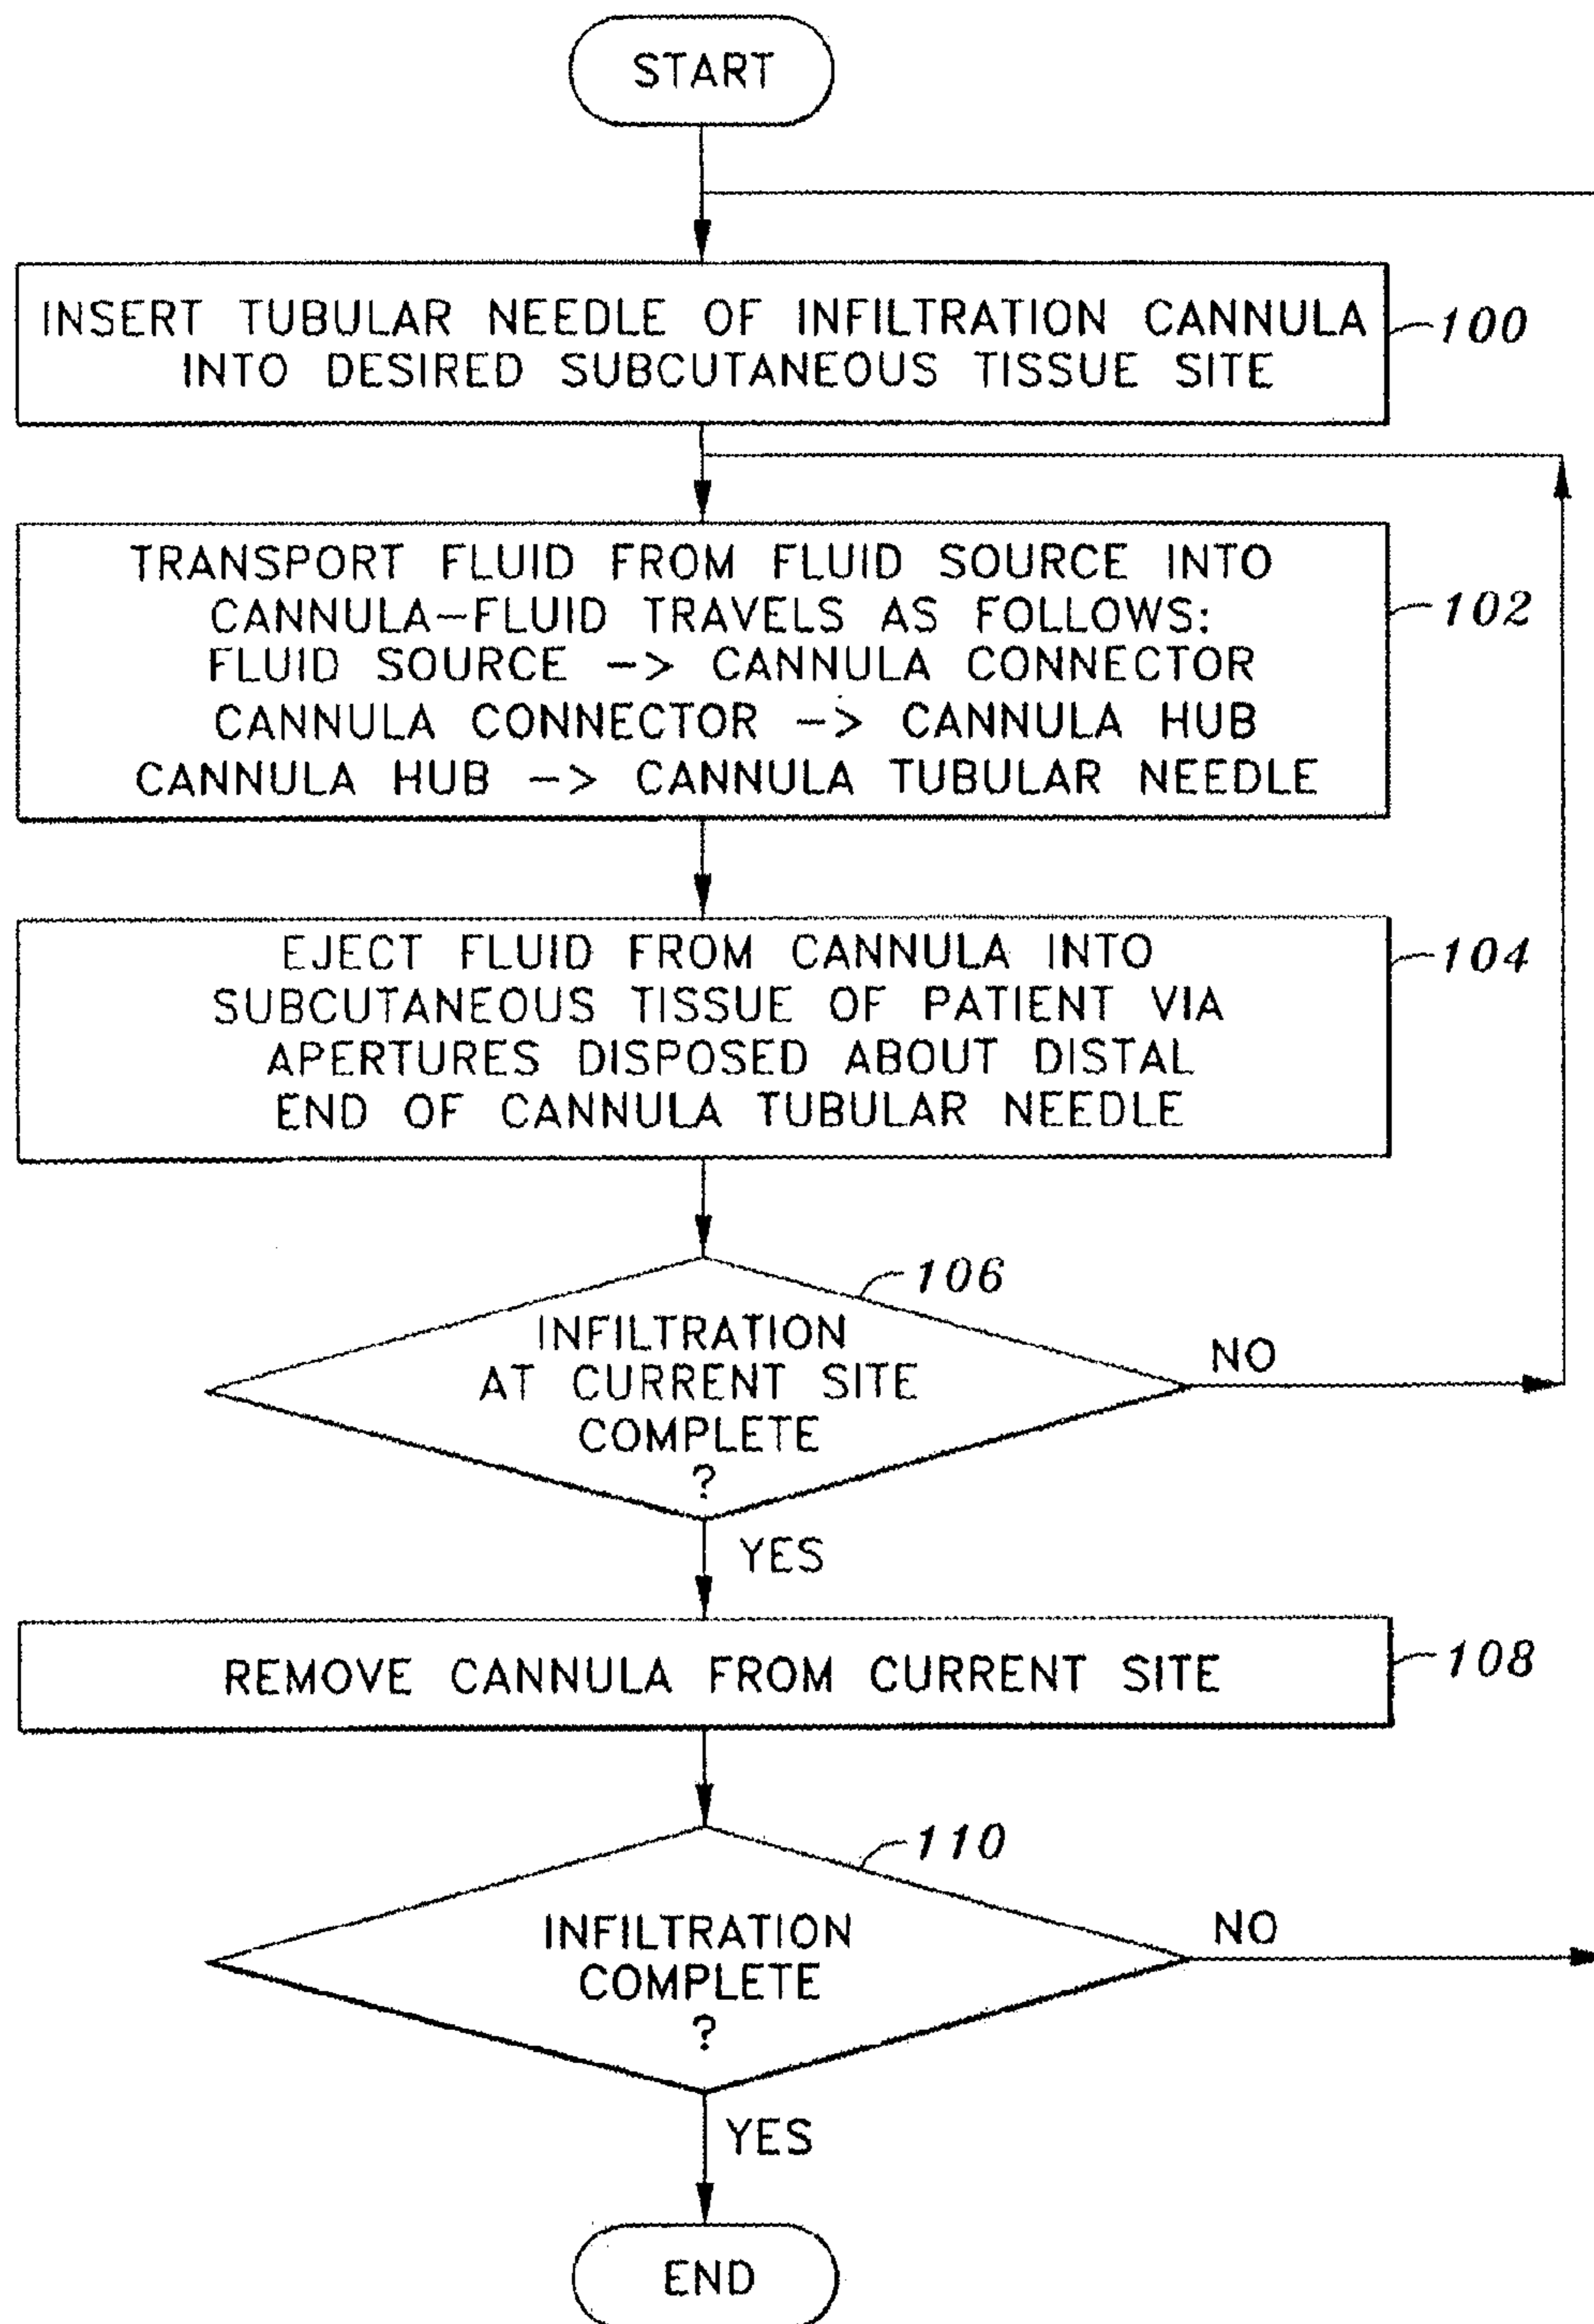 START
INSERT TUBULAR NEEDLE OF INFILTRATION CANNULA
INTO DESIRED SUBCUTANEOUS TISSUE SITE
100
TRANSPORT FLUID FROM FLUID SOURCE INTO
CANNULA-FLUID TRAVELS AS FOLLOWS:
FLUID SOURCE -> CANNULA CONNECTOR
CANNULA CONNECTOR -> CANNULA HUB
CANNULA HUB -> CANNULA TUBULAR NEEDLE
102
EJECT FLUID FROM CANNULA INTO
SUBCUTANEOUS TISSUE OF PATIENT VIA
APERTURES DISPOSED ABOUT DISTAL
END OF CANNULA TUBULAR NEEDLE
104
106
INFILTRATION
AT CURRENT SITE
COMPLETE
?
NO
YES
REMOVE CANNULA FROM CURRENT SITE
108
110
INFILTRATION
COMPLETE
?
NO
YES
END